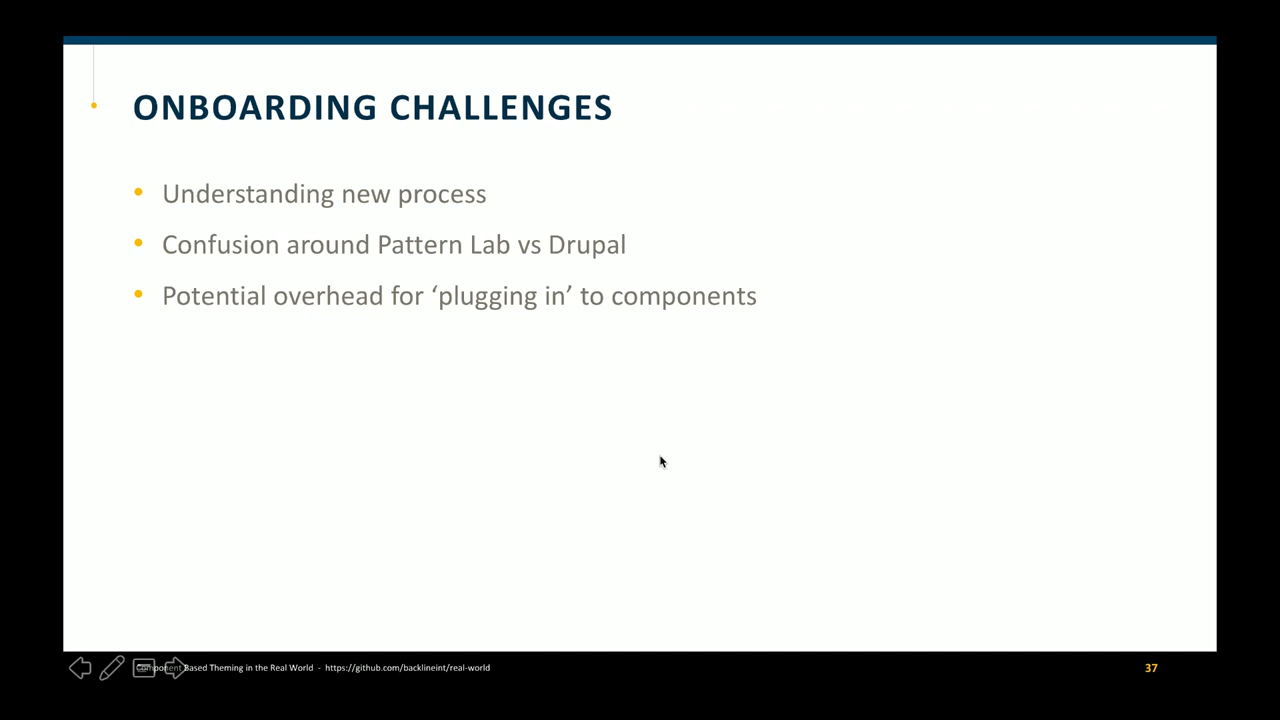 ONBOARDING CHALLENGES
• Understanding new process
• Confusion around Pattern Lab vs Drupal
• Potential overhead for ‘plugging in’ to components
Component Based Theming in the Real World - https://github.com/backlineint/real-world
37